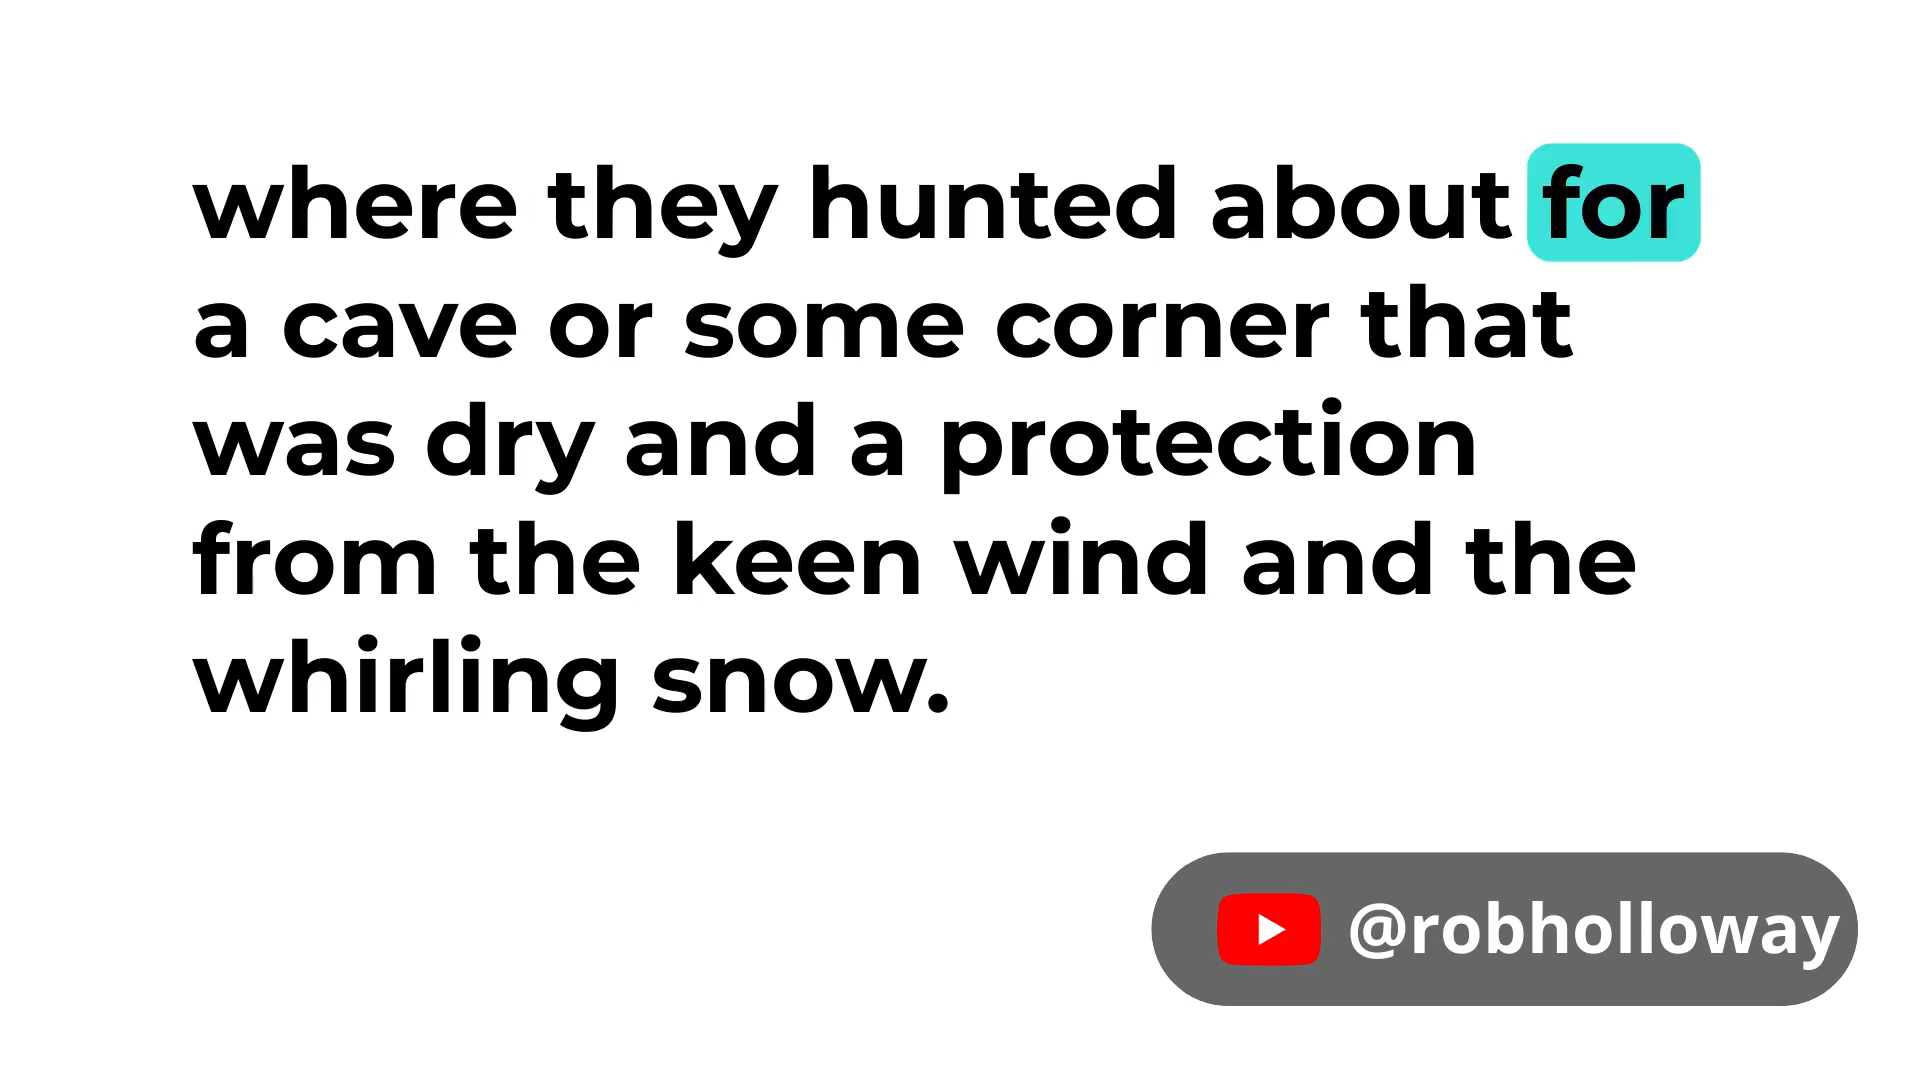 where they hunted about for
a cave or some corner that
was dry and a protection
from the keen wind and the
whirling snow.
@robholloway